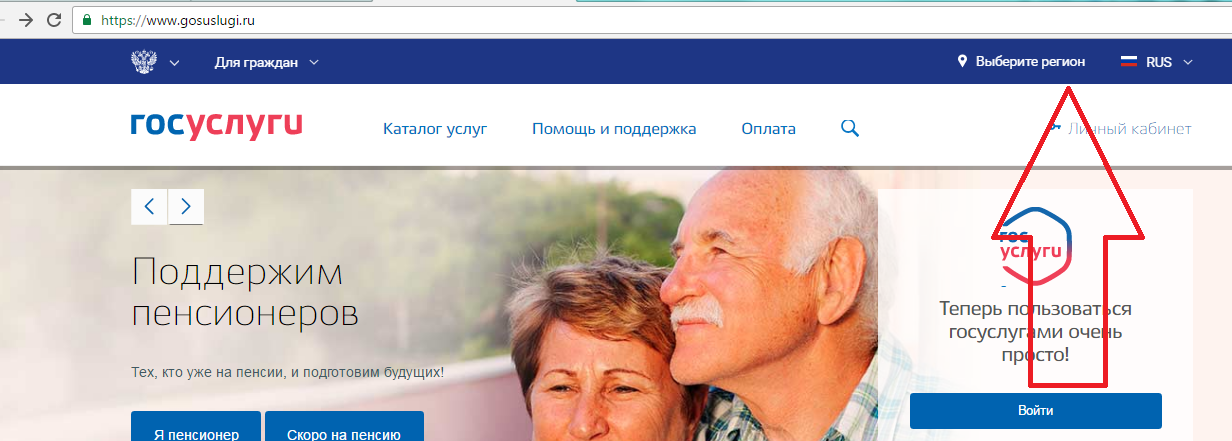 https://www.gosuslugi.ru
Для граждан
Выберите регион
RUS
госуслуги
Каталог услуг
Помощь и поддержка
Оплата
Личный кабинет
Поддержим
пенсионеров
Тех, кто уже на пенсии, и подготовим будущих!
Я пенсионер
Скоро на пенсию
гос
услуги
Теперь пользоваться
госуслугами очень
просто!
Войти